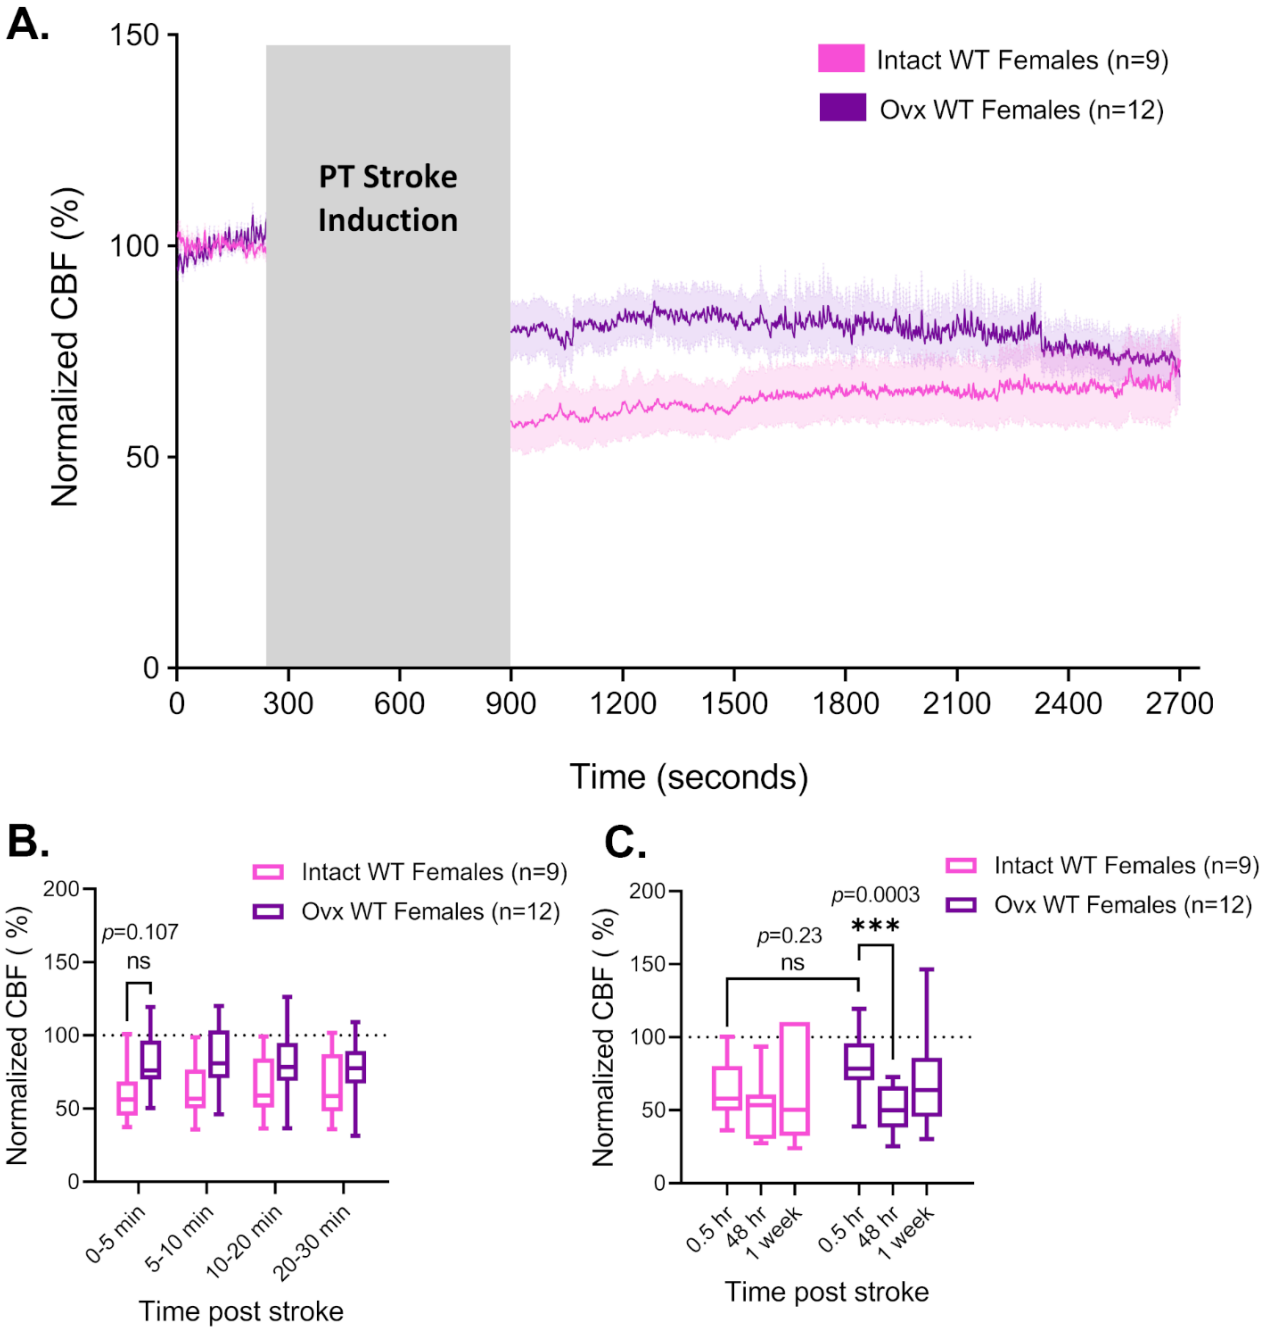 A.
150
100
50
0
Normalized CBF (%)
Intact WT Females (n=9)
Ovx WT Females (n=12)
PT Stroke
Induction
0 300 600 900 1200 1500 1800 2100 2400 2700
Time (seconds)
B.
Intact WT Females (n=9)
Ovx WT Females (n=12)
200
150
100
50
0
Normalized CBF ( %)
p=0.107
ns
0-5 min 5-10 min 10-20 min 20-30 min
Time post stroke
C.
Intact WT Females (n=9)
Ovx WT Females (n=12)
200
150
100
50
0
Normalized CBF ( %)
p=0.0003
***
p=0.23
ns
0.5 hr 48 hr 1 week 0.5 hr 48 hr 1 week
Time post stroke